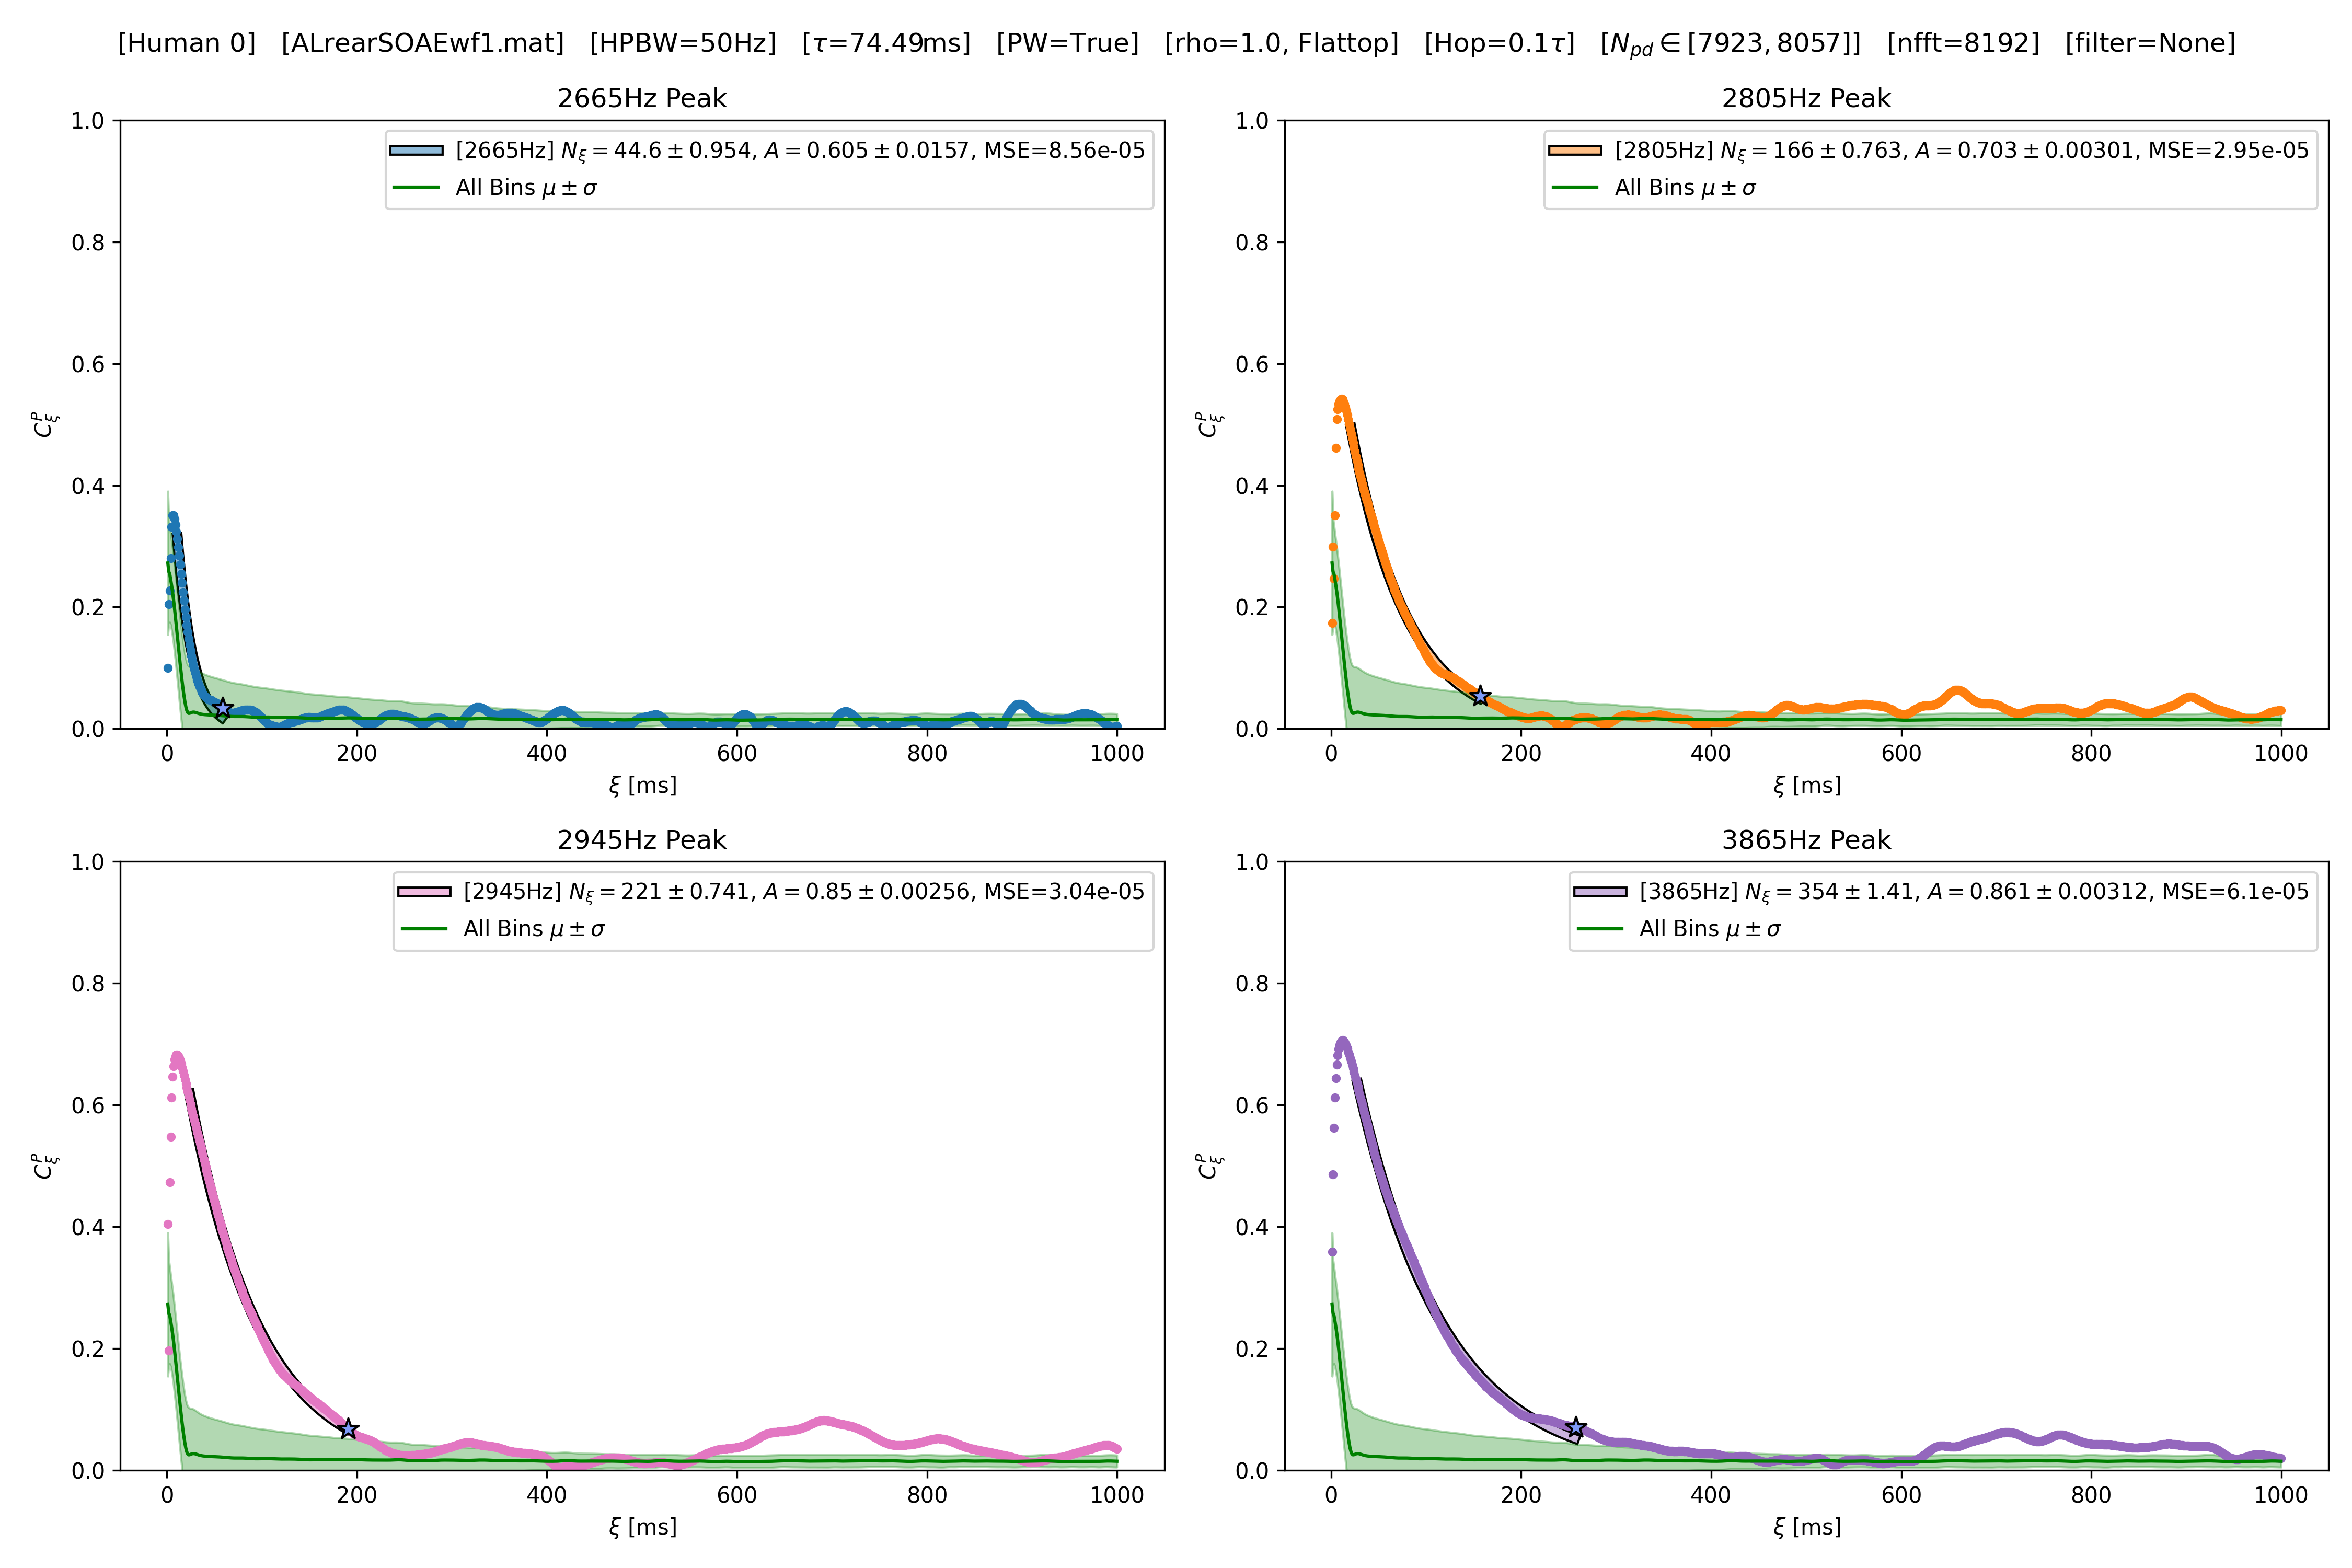 [Human 0] [ALrearSOAEwf1.mat] [HPBW=50Hz] [τ=74.49ms] [PW=True] [rho=1.0, Flattop] [Hop=0.1τ] [N_pd ∈ [7923, 8057]] [nfft=8192] [filter=None]
2665Hz Peak
[2665Hz] N_ξ = 44.6 ± 0.954, A = 0.605 ± 0.0157, MSE=8.56e-05
All Bins μ ± σ
1.0
0.8
0.6
0.4
0.2
0.0
C_ξ^P
0 200 400 600 800 1000
ξ [ms]
2805Hz Peak
[2805Hz] N_ξ = 166 ± 0.763, A = 0.703 ± 0.00301, MSE=2.95e-05
All Bins μ ± σ
1.0
0.8
0.6
0.4
0.2
0.0
C_ξ^P
0 200 400 600 800 1000
ξ [ms]
2945Hz Peak
[2945Hz] N_ξ = 221 ± 0.741, A = 0.85 ± 0.00256, MSE=3.04e-05
All Bins μ ± σ
1.0
0.8
0.6
0.4
0.2
0.0
C_ξ^P
0 200 400 600 800 1000
ξ [ms]
3865Hz Peak
[3865Hz] N_ξ = 354 ± 1.41, A = 0.861 ± 0.00312, MSE=6.1e-05
All Bins μ ± σ
1.0
0.8
0.6
0.4
0.2
0.0
C_ξ^P
0 200 400 600 800 1000
ξ [ms]